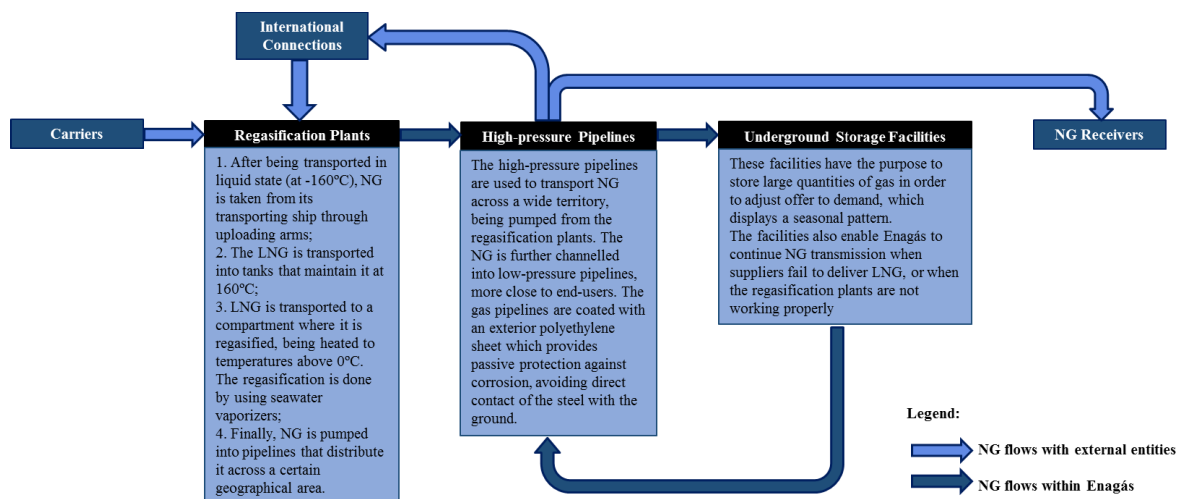 International
Connections
Carriers
Regasification Plants
High-pressure Pipelines
Underground Storage Facilities
NG Receivers
1. After being transported in
liquid state (at -160ºC), NG
is taken from its
transporting ship through
uploading arms;
2. The LNG is transported
into tanks that maintain it at
160ºC;
3. LNG is transported to a
compartment where it is
regasified, being heated to
temperatures above 0ºC.
The regasification is done
by using seawater
vaporizers;
4. Finally, NG is pumped
into pipelines that distribute
it across a certain
geographical area.
The high-pressure pipelines
are used to transport NG
across a wide territory,
being pumped from the
regasification plants. The
NG is further channelled
into low-pressure pipelines,
more close to end-users. The
gas pipelines are coated with
an exterior polyethylene
sheet which provides
passive protection against
corrosion, avoiding direct
contact of the steel with the
ground.
These facilities have the purpose to
store large quantities of gas in order
to adjust offer to demand, which
displays a seasonal pattern.
The facilities also enable Enagás to
continue NG transmission when
suppliers fail to deliver LNG, or when
the regasification plants are not
working properly
Legend:
NG flows with external entities
NG flows within Enagás